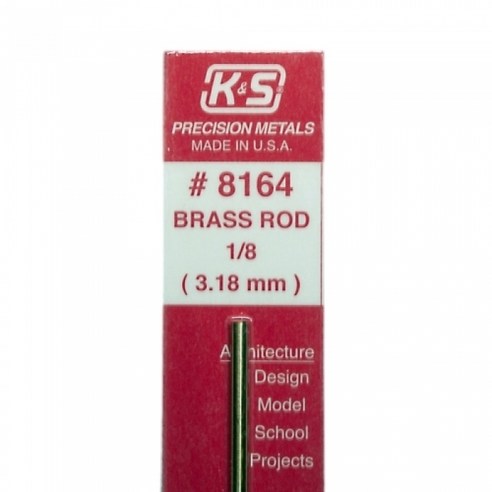 K&S
PRECISION METALS
MADE IN U.S.A.
# 8164
BRASS ROD
1/8
( 3.18 mm )
Architecture
Design
Model
School
Projects